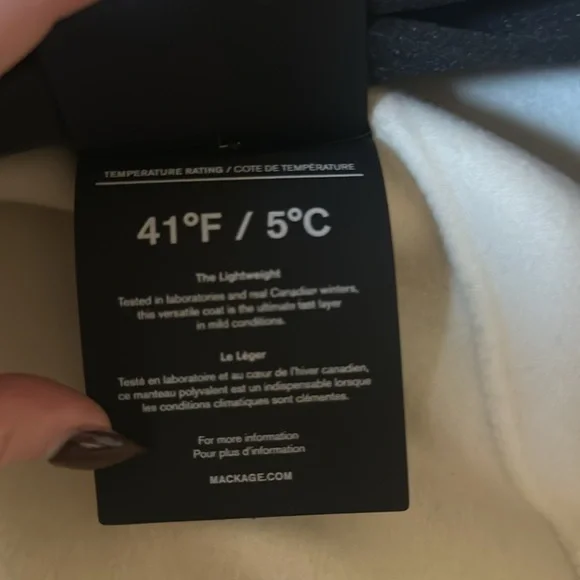 TEMPERATURE RATING / COTE DE TEMPÉRATURE
41°F / 5°C
The Lightweight
Tested in laboratories and real Canadian winters,
this versatile coat is the ultimate last layer
in mild conditions.
Le Léger
Testé en laboratoire et au cœur de l'hiver canadien,
ce manteau polyvalent est un indispensable lorsque
les conditions climatiques sont clémentes.
For more information
Pour plus d'information
MACKAGE.COM